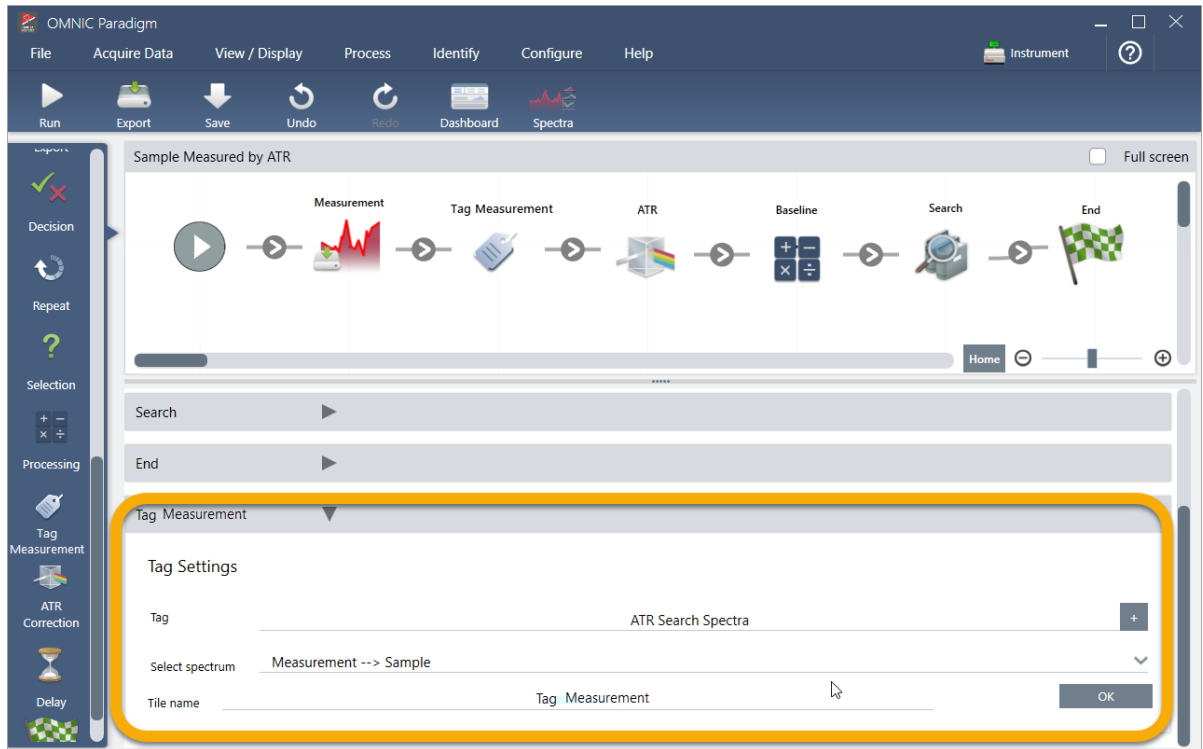 OMNIC Paradigm
File Acquire Data View / Display Process Identify Configure Help Instrument
Run Export Save Undo Redo Dashboard Spectra
Export
Decision
Repeat
Selection
Processing
Tag
Measurement
ATR
Correction
Delay
Sample Measured by ATR Full screen
Measurement Tag Measurement ATR Baseline Search End
Home
Search
End
Tag Measurement
Tag Settings
Tag ATR Search Spectra +
Select spectrum Measurement --> Sample
Tile name Tag Measurement OK